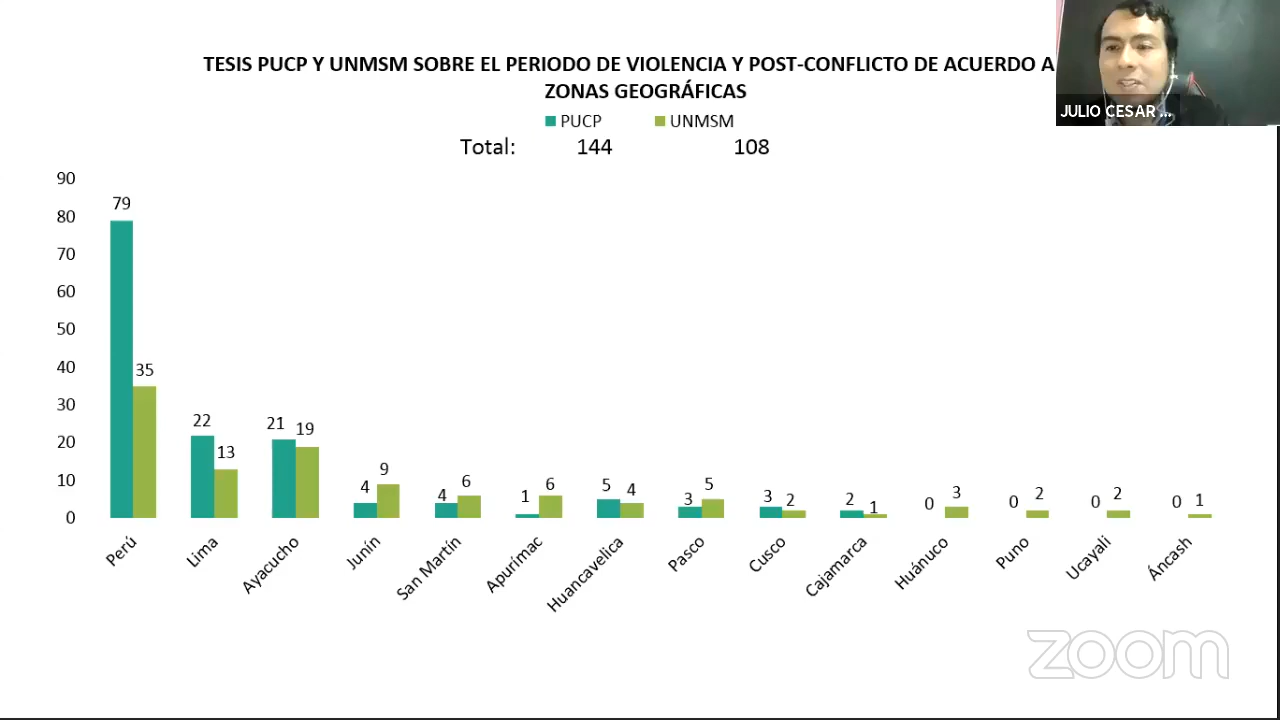 TESIS PUCP Y UNMSM SOBRE EL PERIODO DE VIOLENCIA Y POST-CONFLICTO DE ACUERDO A
ZONAS GEOGRÁFICAS
PUCP UNMSM
Total: 144 108
JULIO CESAR ...
90
80
70
60
50
40
30
20
10
0
79 35
22 13
21 19
4 9
4 6
1 6
5 4
3 5
3 2
2 1
0 3
0 2
0 2
0 1
Perú
Lima
Ayacucho
Junín
San Martín
Apurímac
Huancavelica
Pasco
Cusco
Cajamarca
Huánuco
Puno
Ucayali
Áncash
zoom